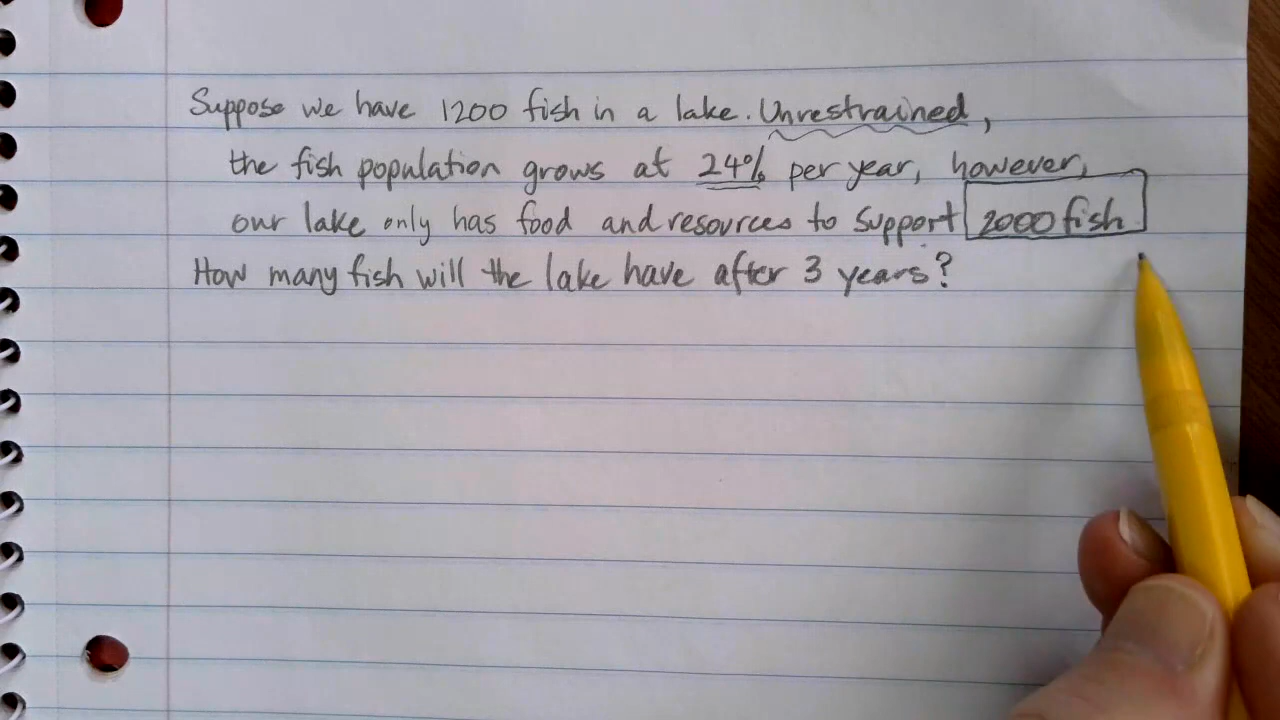 Suppose we have 1200 fish in a lake. Unrestrained,
the fish population grows at 24% per year, however,
our lake only has food and resources to support 2000 fish
How many fish will the lake have after 3 years?